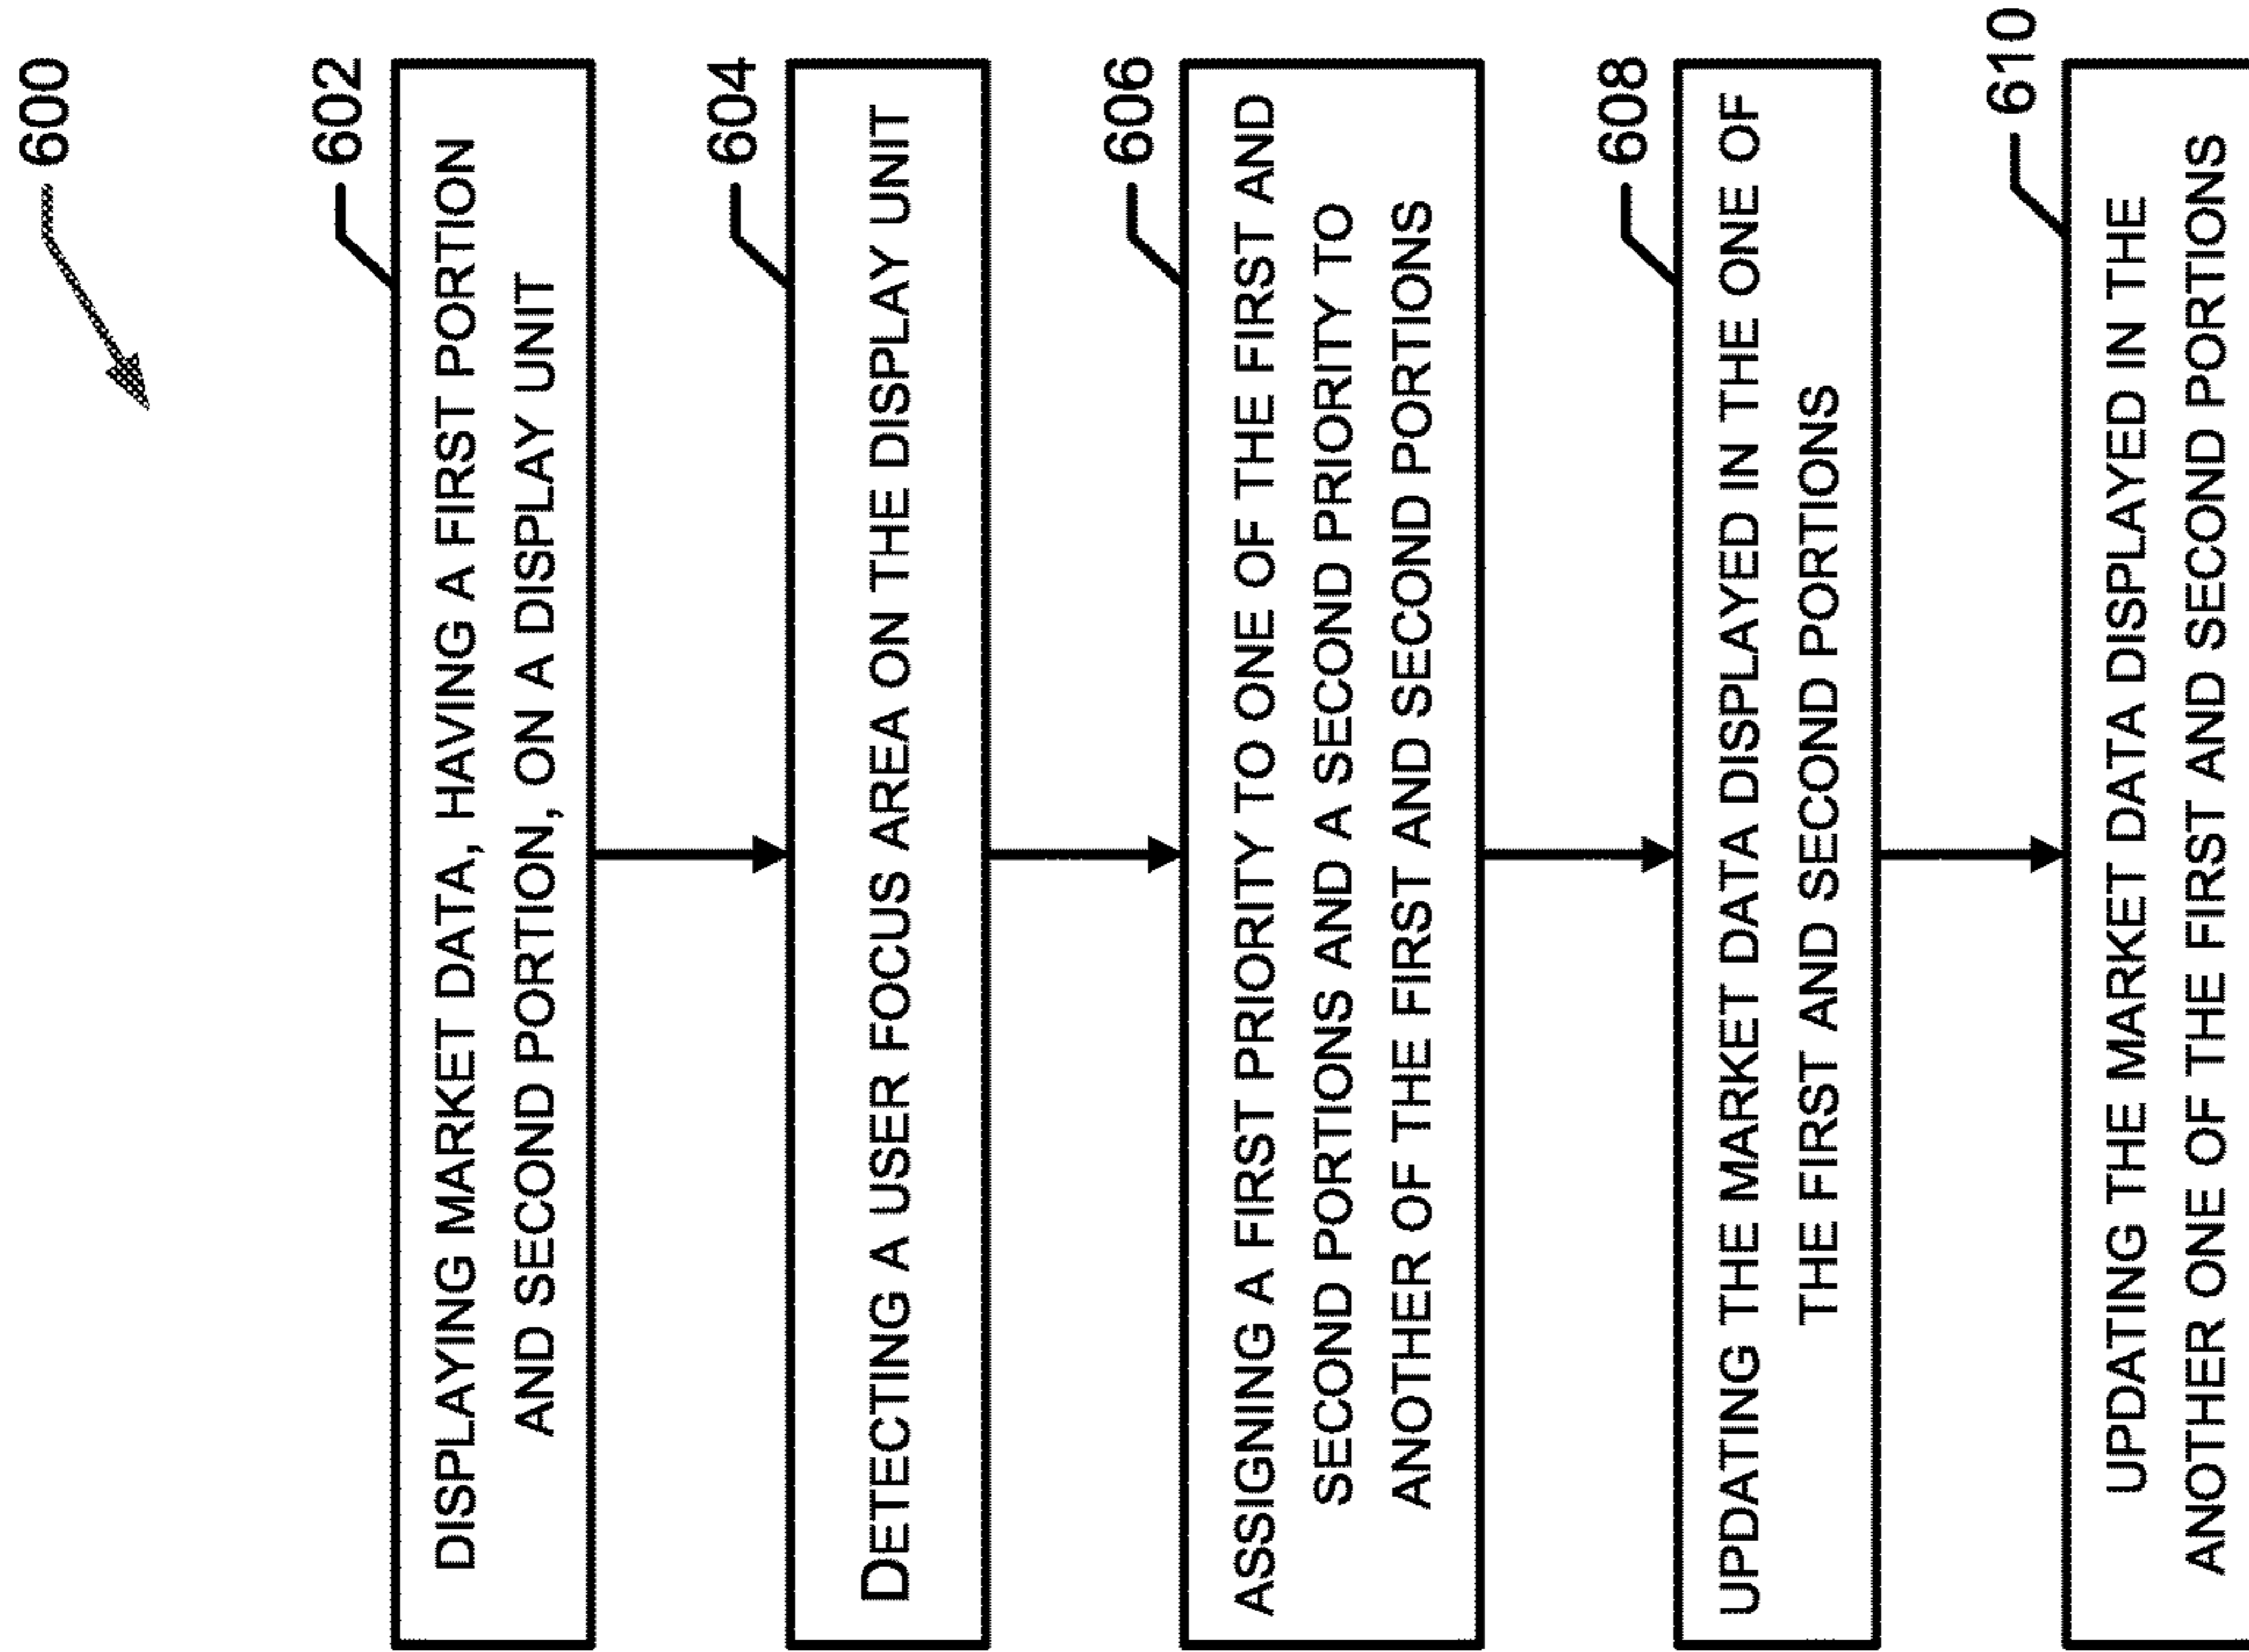 600
602
DISPLAYING MARKET DATA, HAVING A FIRST PORTION
AND SECOND PORTION, ON A DISPLAY UNIT
604
DETECTING A USER FOCUS AREA ON THE DISPLAY UNIT
606
ASSIGNING A FIRST PRIORITY TO ONE OF THE FIRST AND
SECOND PORTIONS AND A SECOND PRIORITY TO
ANOTHER OF THE FIRST AND SECOND PORTIONS
608
UPDATING THE MARKET DATA DISPLAYED IN THE ONE OF
THE FIRST AND SECOND PORTIONS
610
UPDATING THE MARKET DATA DISPLAYED IN THE
ANOTHER ONE OF THE FIRST AND SECOND PORTIONS